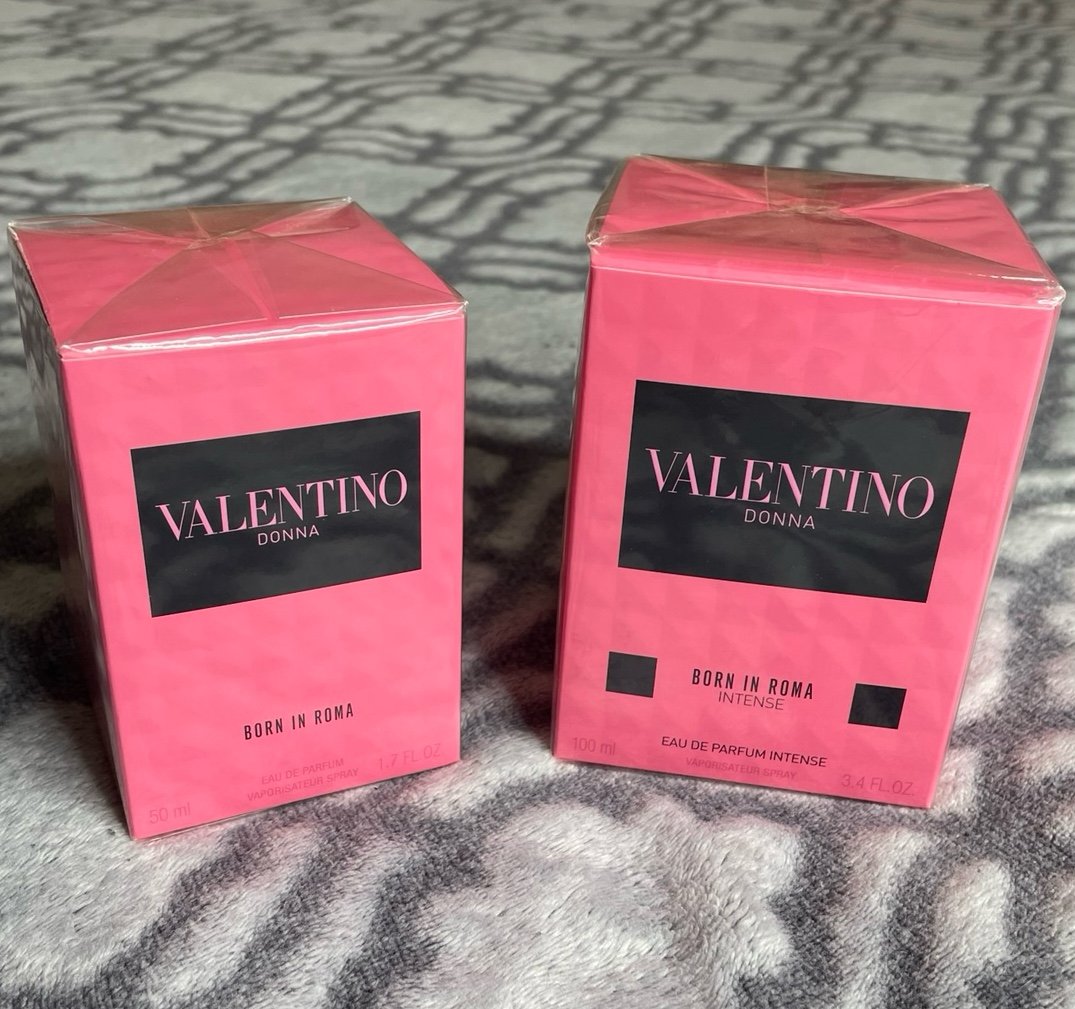 VALENTINO
DONNA
BORN IN ROMA
EAU DE PARFUM
VAPORISATEUR SPRAY
50 ml
1.7 FL OZ
VALENTINO
DONNA
BORN IN ROMA
INTENSE
EAU DE PARFUM INTENSE
VAPORISATEUR SPRAY
100 ml
3.4 FL.OZ